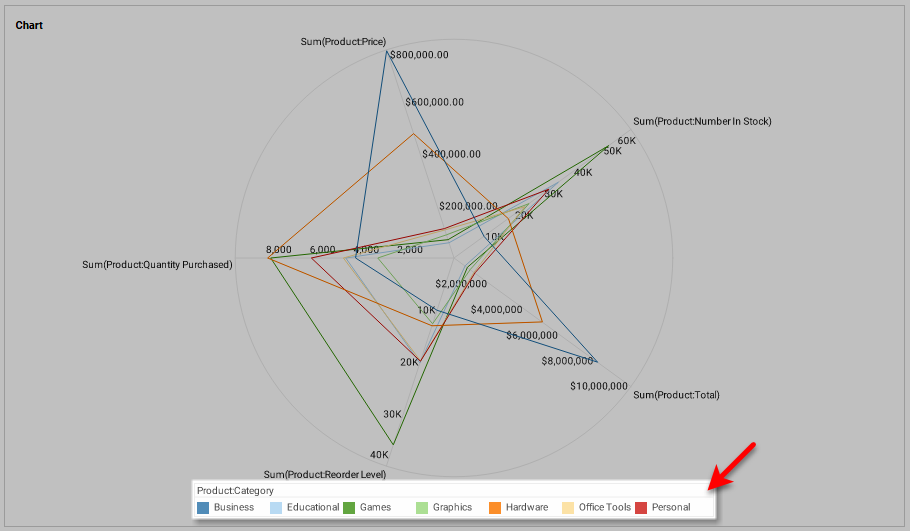 Chart
Sum(Product:Price)
$800,000.00
$600,000.00
$400,000.00
$200,000.00
Sum(Product:Number In Stock)
60K
50K
40K
30K
20K
10K
8,000
6,000
4,000
2,000
Sum(Product:Quantity Purchased)
$2,000,000
$4,000,000
$6,000,000
$8,000,000
$10,000,000
Sum(Product:Total)
10K
20K
30K
40K
Sum(Product:Reorder Level)
Product:Category
Business Educational Games Graphics Hardware Office Tools Personal